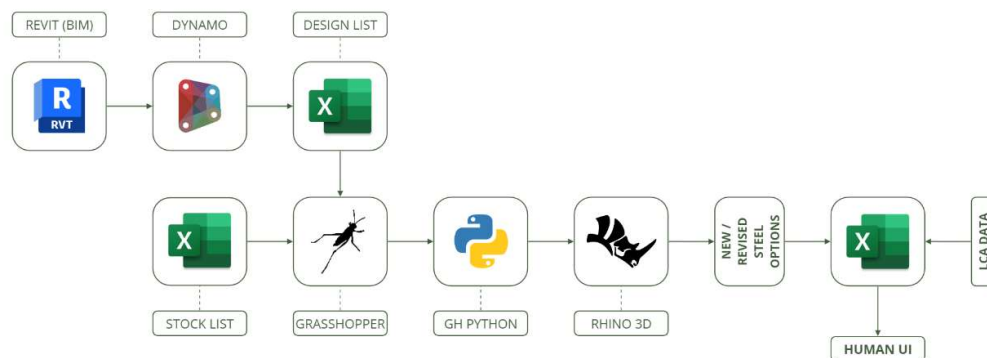 REVIT (BIM)
DYNAMO
DESIGN LIST
R
RVT
X
X
NEW /
REVISED
STEEL
OPTIONS
X
LCA DATA
STOCK LIST
GRASSHOPPER
GH PYTHON
RHINO 3D
HUMAN UI